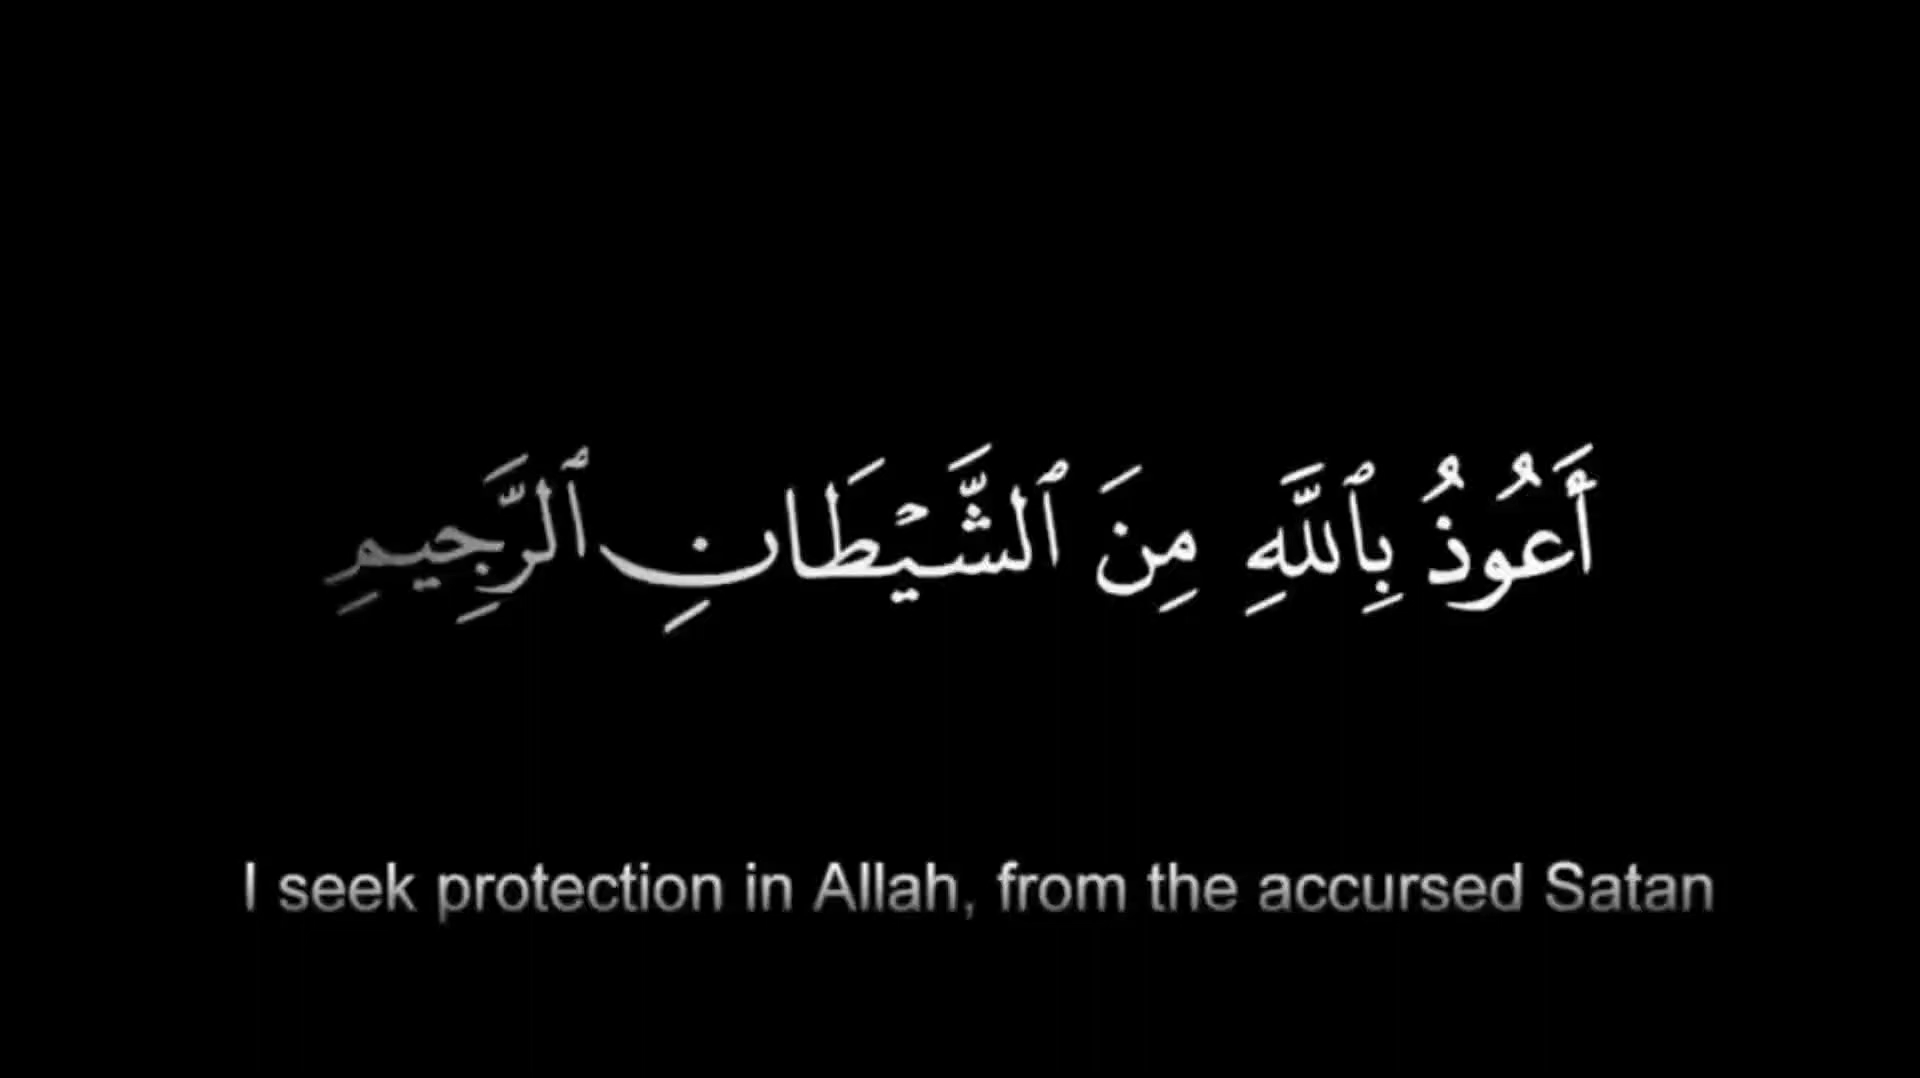 أَعُوذُ بِٱللَّهِ مِنَ ٱلشَّيۡطَانِ ٱلرَّجِيمِ
I seek protection in Allah, from the accursed Satan